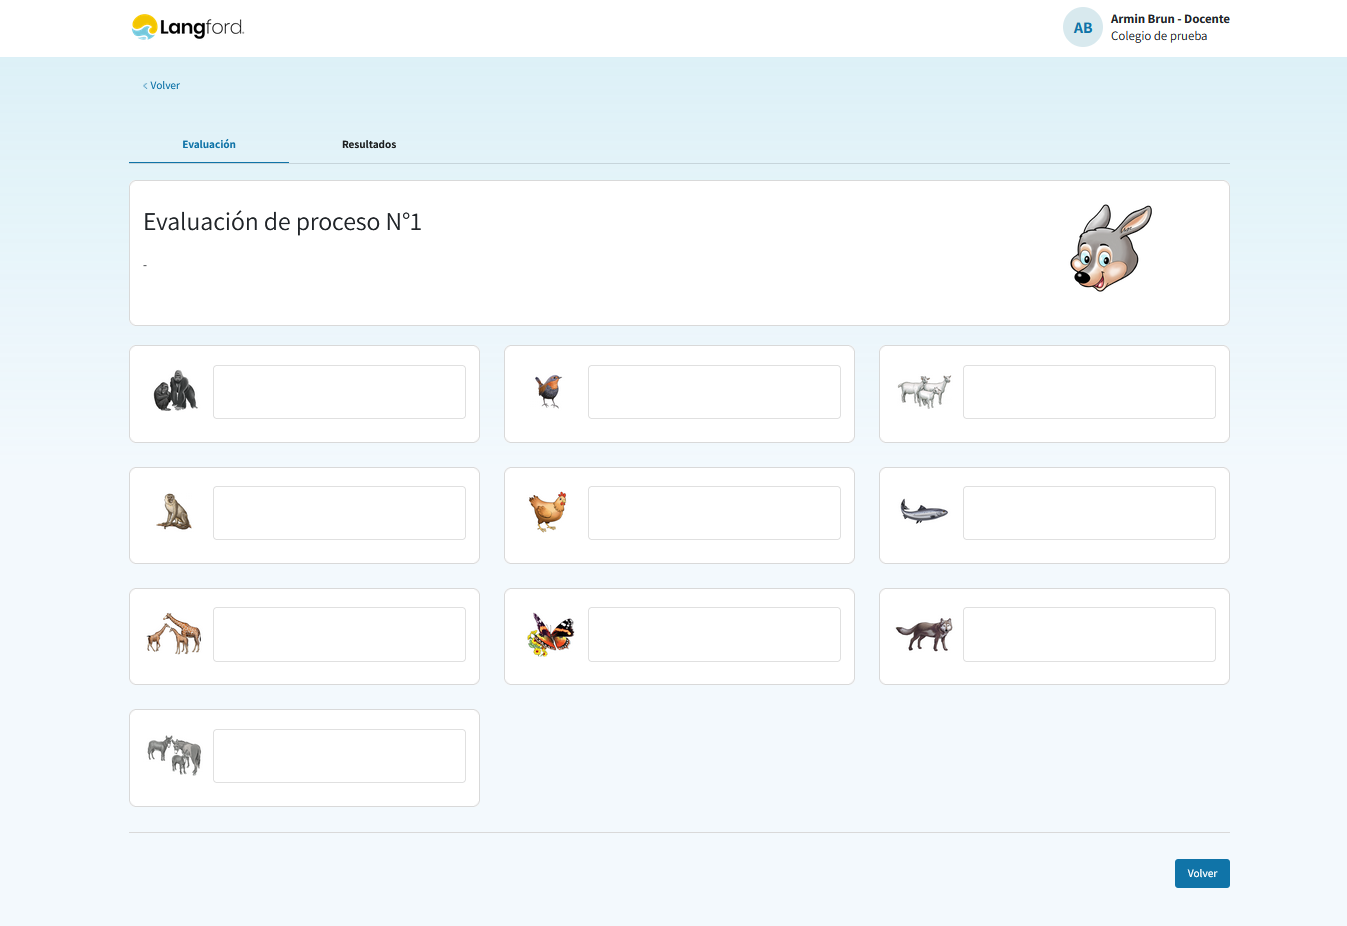 Langford.
AB
Armin Brun - Docente
Colegio de prueba
< Volver
Evaluación
Resultados
Evaluación de proceso N°1
-
Volver